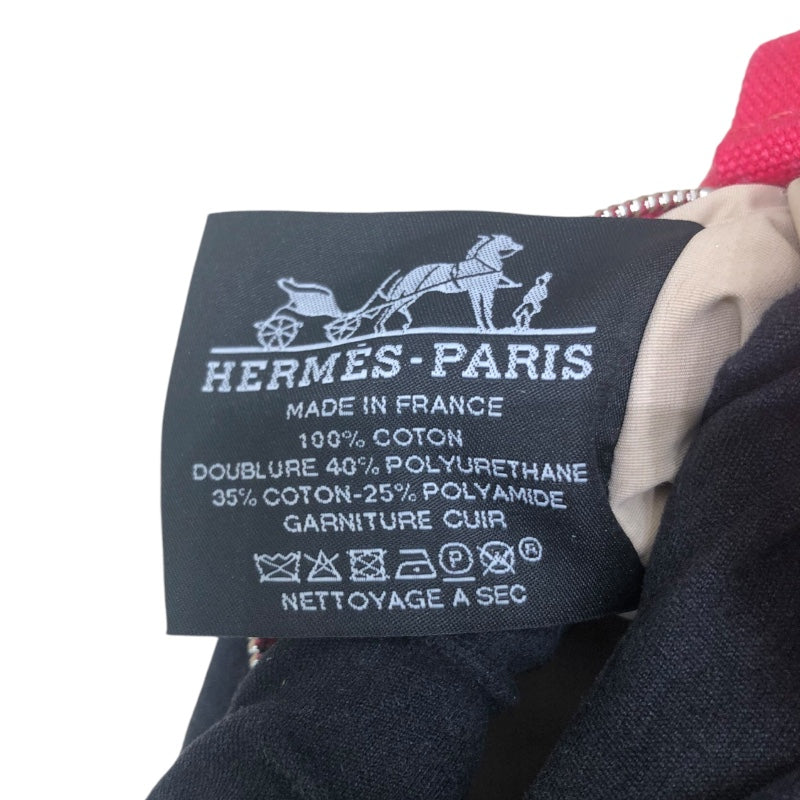 HERMÈS-PARIS
MADE IN FRANCE
100% COTON
DOUBLURE 40% POLYURETHANE
35% COTON-25% POLYAMIDE
GARNITURE CUIR
P ®
NETTOYAGE A SEC